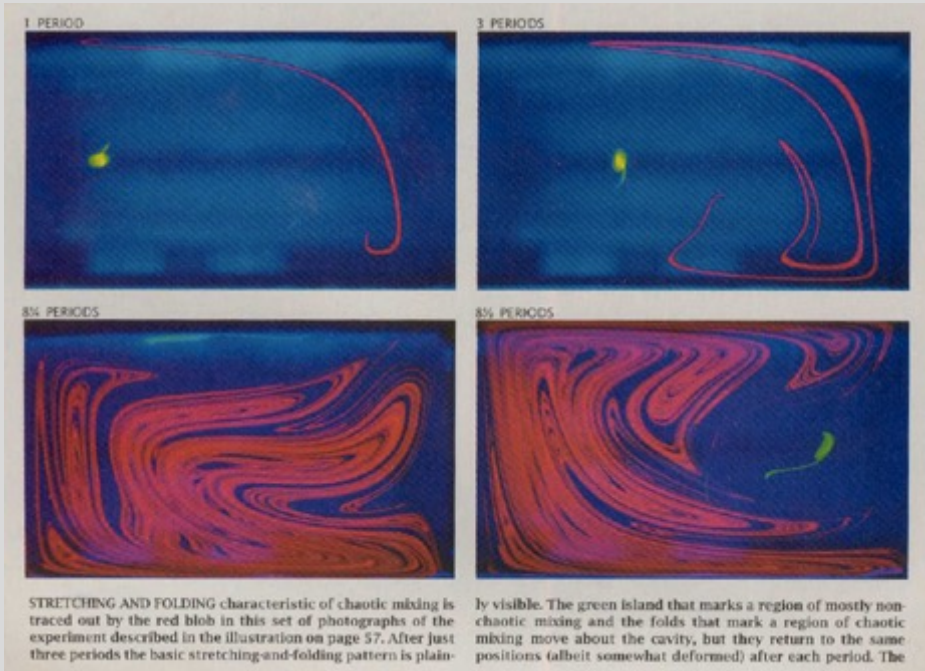 1 PERIOD
3 PERIODS
8¼ PERIODS
8½ PERIODS
STRETCHING AND FOLDING characteristic of chaotic mixing is
traced out by the red blob in this set of photographs of the
experiment described in the illustration on page 57. After just
three periods the basic stretching-and-folding pattern is plain-
ly visible. The green island that marks a region of mostly non-
chaotic mixing and the folds that mark a region of chaotic
mixing move about the cavity, but they return to the same
positions (albeit somewhat deformed) after each period. The